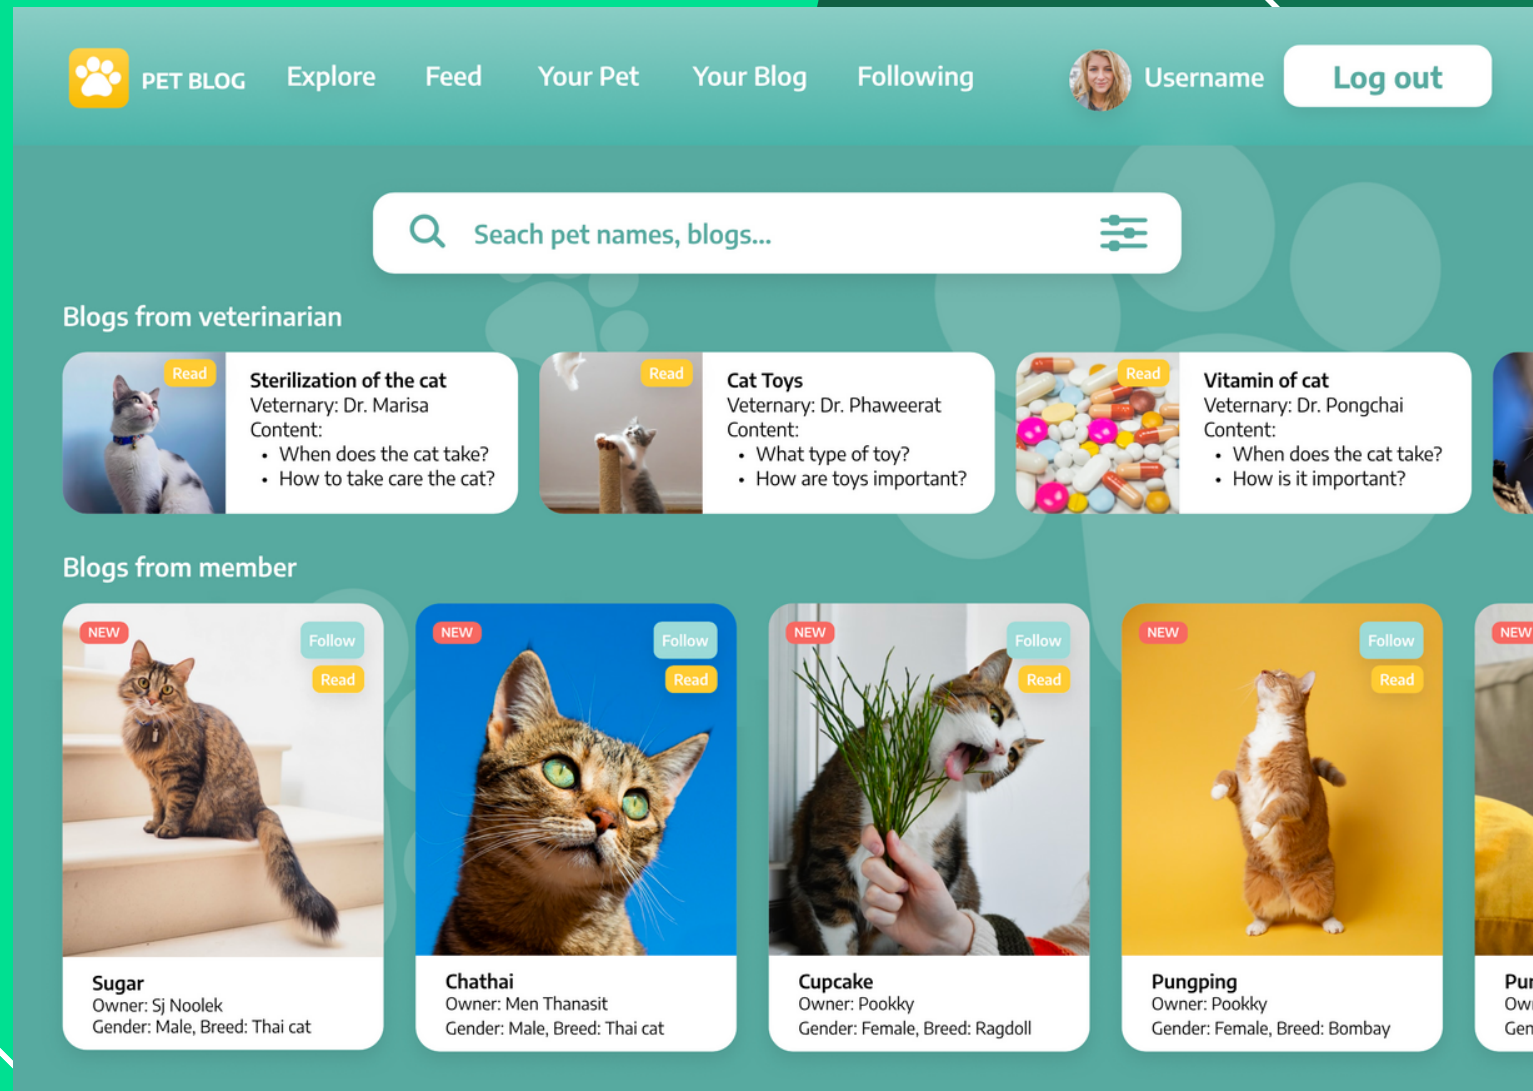 PET BLOG
Explore
Feed
Your Pet
Your Blog
Following
Username
Log out
Seach pet names, blogs...
Blogs from veterinarian
Read
Sterilization of the cat
Veternary: Dr. Marisa
Content:
• When does the cat take?
• How to take care the cat?
Read
Cat Toys
Veternary: Dr. Phaweerat
Content:
• What type of toy?
• How are toys important?
Read
Vitamin of cat
Veternary: Dr. Pongchai
Content:
• When does the cat take?
• How is it important?
Blogs from member
NEW
Follow
Read
Sugar
Owner: Sj Noolek
Gender: Male, Breed: Thai cat
NEW
Follow
Read
Chathai
Owner: Men Thanasit
Gender: Male, Breed: Thai cat
NEW
Follow
Read
Cupcake
Owner: Pookky
Gender: Female, Breed: Ragdoll
NEW
Follow
Read
Pungping
Owner: Pookky
Gender: Female, Breed: Bombay
NEW